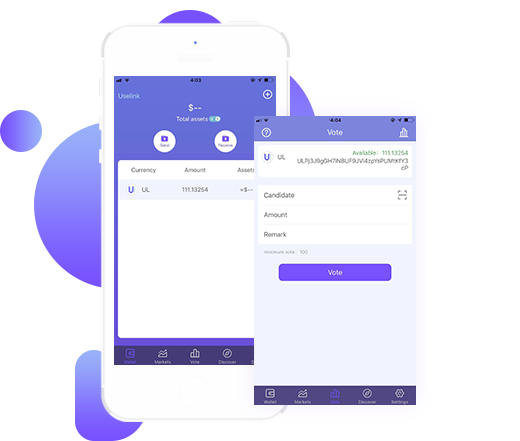 4:03
Uselink
$--
Total assets
Send
Receive
Currency Amount Assets
UL 111.13254 ≈$--
Wallet Markets Vote Discover
4:04
Vote
UL
Available: 111.13254
Candidate
Amount
Remark
minimum vote: 100
Vote
Wallet Markets Vote Discover Settings